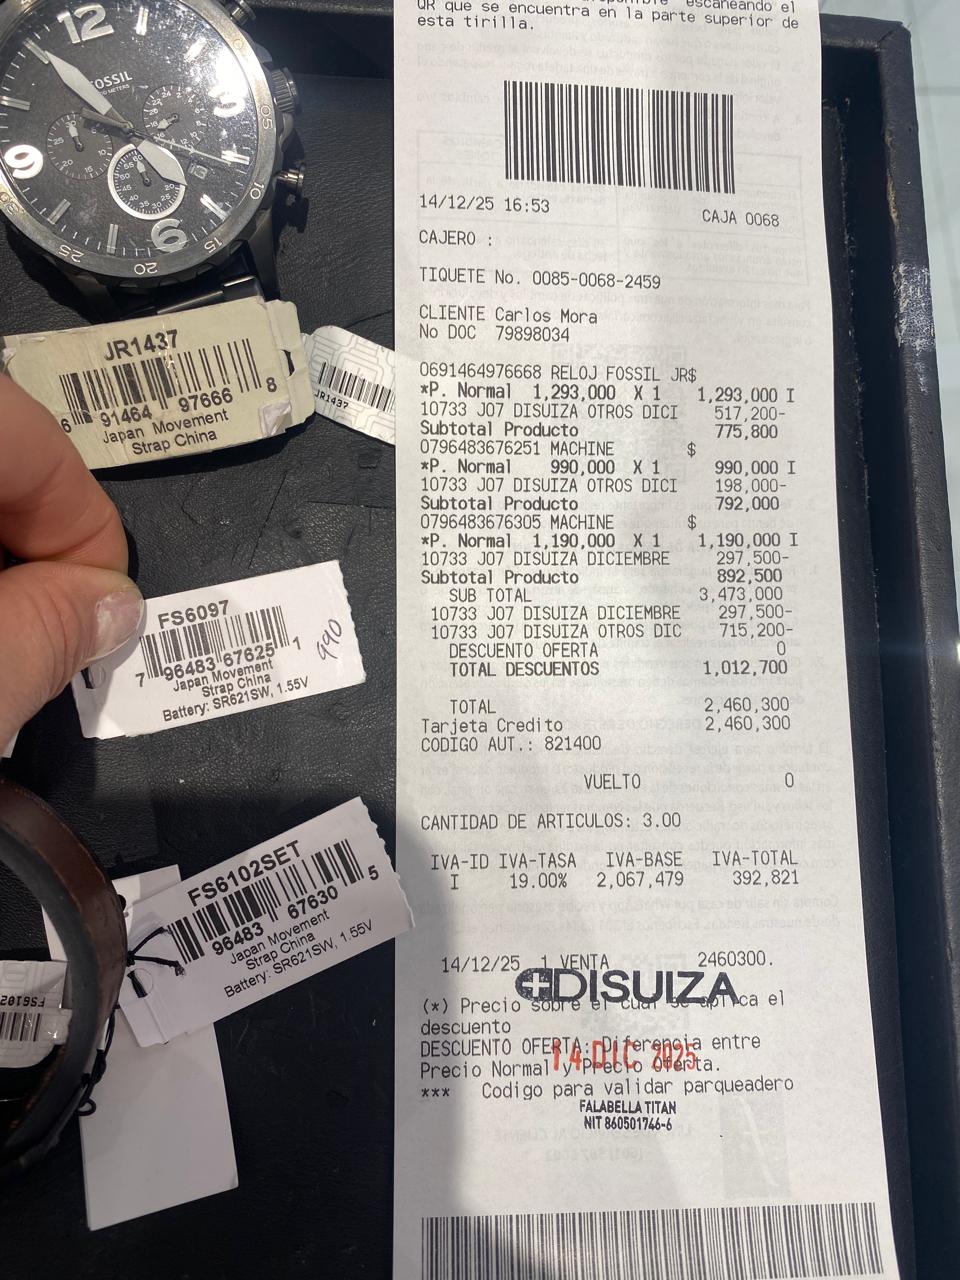 12
FOSSIL
3
9
6
JR1437
6 91464 97666 8
Japan Movement
Strap China
JR1437
FS6097
7 96483 67625 1
Japan Movement
Strap China
Battery: SR621SW, 1.55V
990
FS6102SET
96483 67630 5
Japan Movement
Strap China
Battery: SR621SW, 1.55V
FS6102
escaneando el
QR que se encuentra en la parte superior de
esta tirilla.
14/12/25 16:53 CAJA 0068
CAJERO :
TIQUETE No. 0085-0068-2459
CLIENTE Carlos Mora
No DOC 79898034
0691464976668 RELOJ FOSSIL JR$
*P. Normal 1,293,000 X 1 1,293,000 I
10733 J07 DISUIZA OTROS DICI 517,200-
Subtotal Producto 775,800
0796483676251 MACHINE $
*P. Normal 990,000 X 1 990,000 I
10733 J07 DISUIZA OTROS DICI 198,000-
Subtotal Producto 792,000
0796483676305 MACHINE $
*P. Normal 1,190,000 X 1 1,190,000 I
10733 J07 DISUIZA DICIEMBRE 297,500-
Subtotal Producto 892,500
SUB TOTAL 3,473,000
10733 J07 DISUIZA DICIEMBRE 297,500-
10733 J07 DISUIZA OTROS DIC 715,200-
DESCUENTO OFERTA 0
TOTAL DESCUENTOS 1,012,700
TOTAL 2,460,300
Tarjeta Credito 2,460,300
CODIGO AUT.: 821400
VUELTO 0
CANTIDAD DE ARTICULOS: 3.00
IVA-ID IVA-TASA IVA-BASE IVA-TOTAL
I 19.00% 2,067,479 392,821
14/12/25 1 VENTA 2460300.
DISUIZA
(*) Precio sobre el cual se aplica el
descuento
DESCUENTO OFERTA: Diferencia entre
14 DIC 2025
Precio Normal y Precio Oferta.
*** Codigo para validar parqueadero
FALABELLA TITAN
NIT 860501746-6